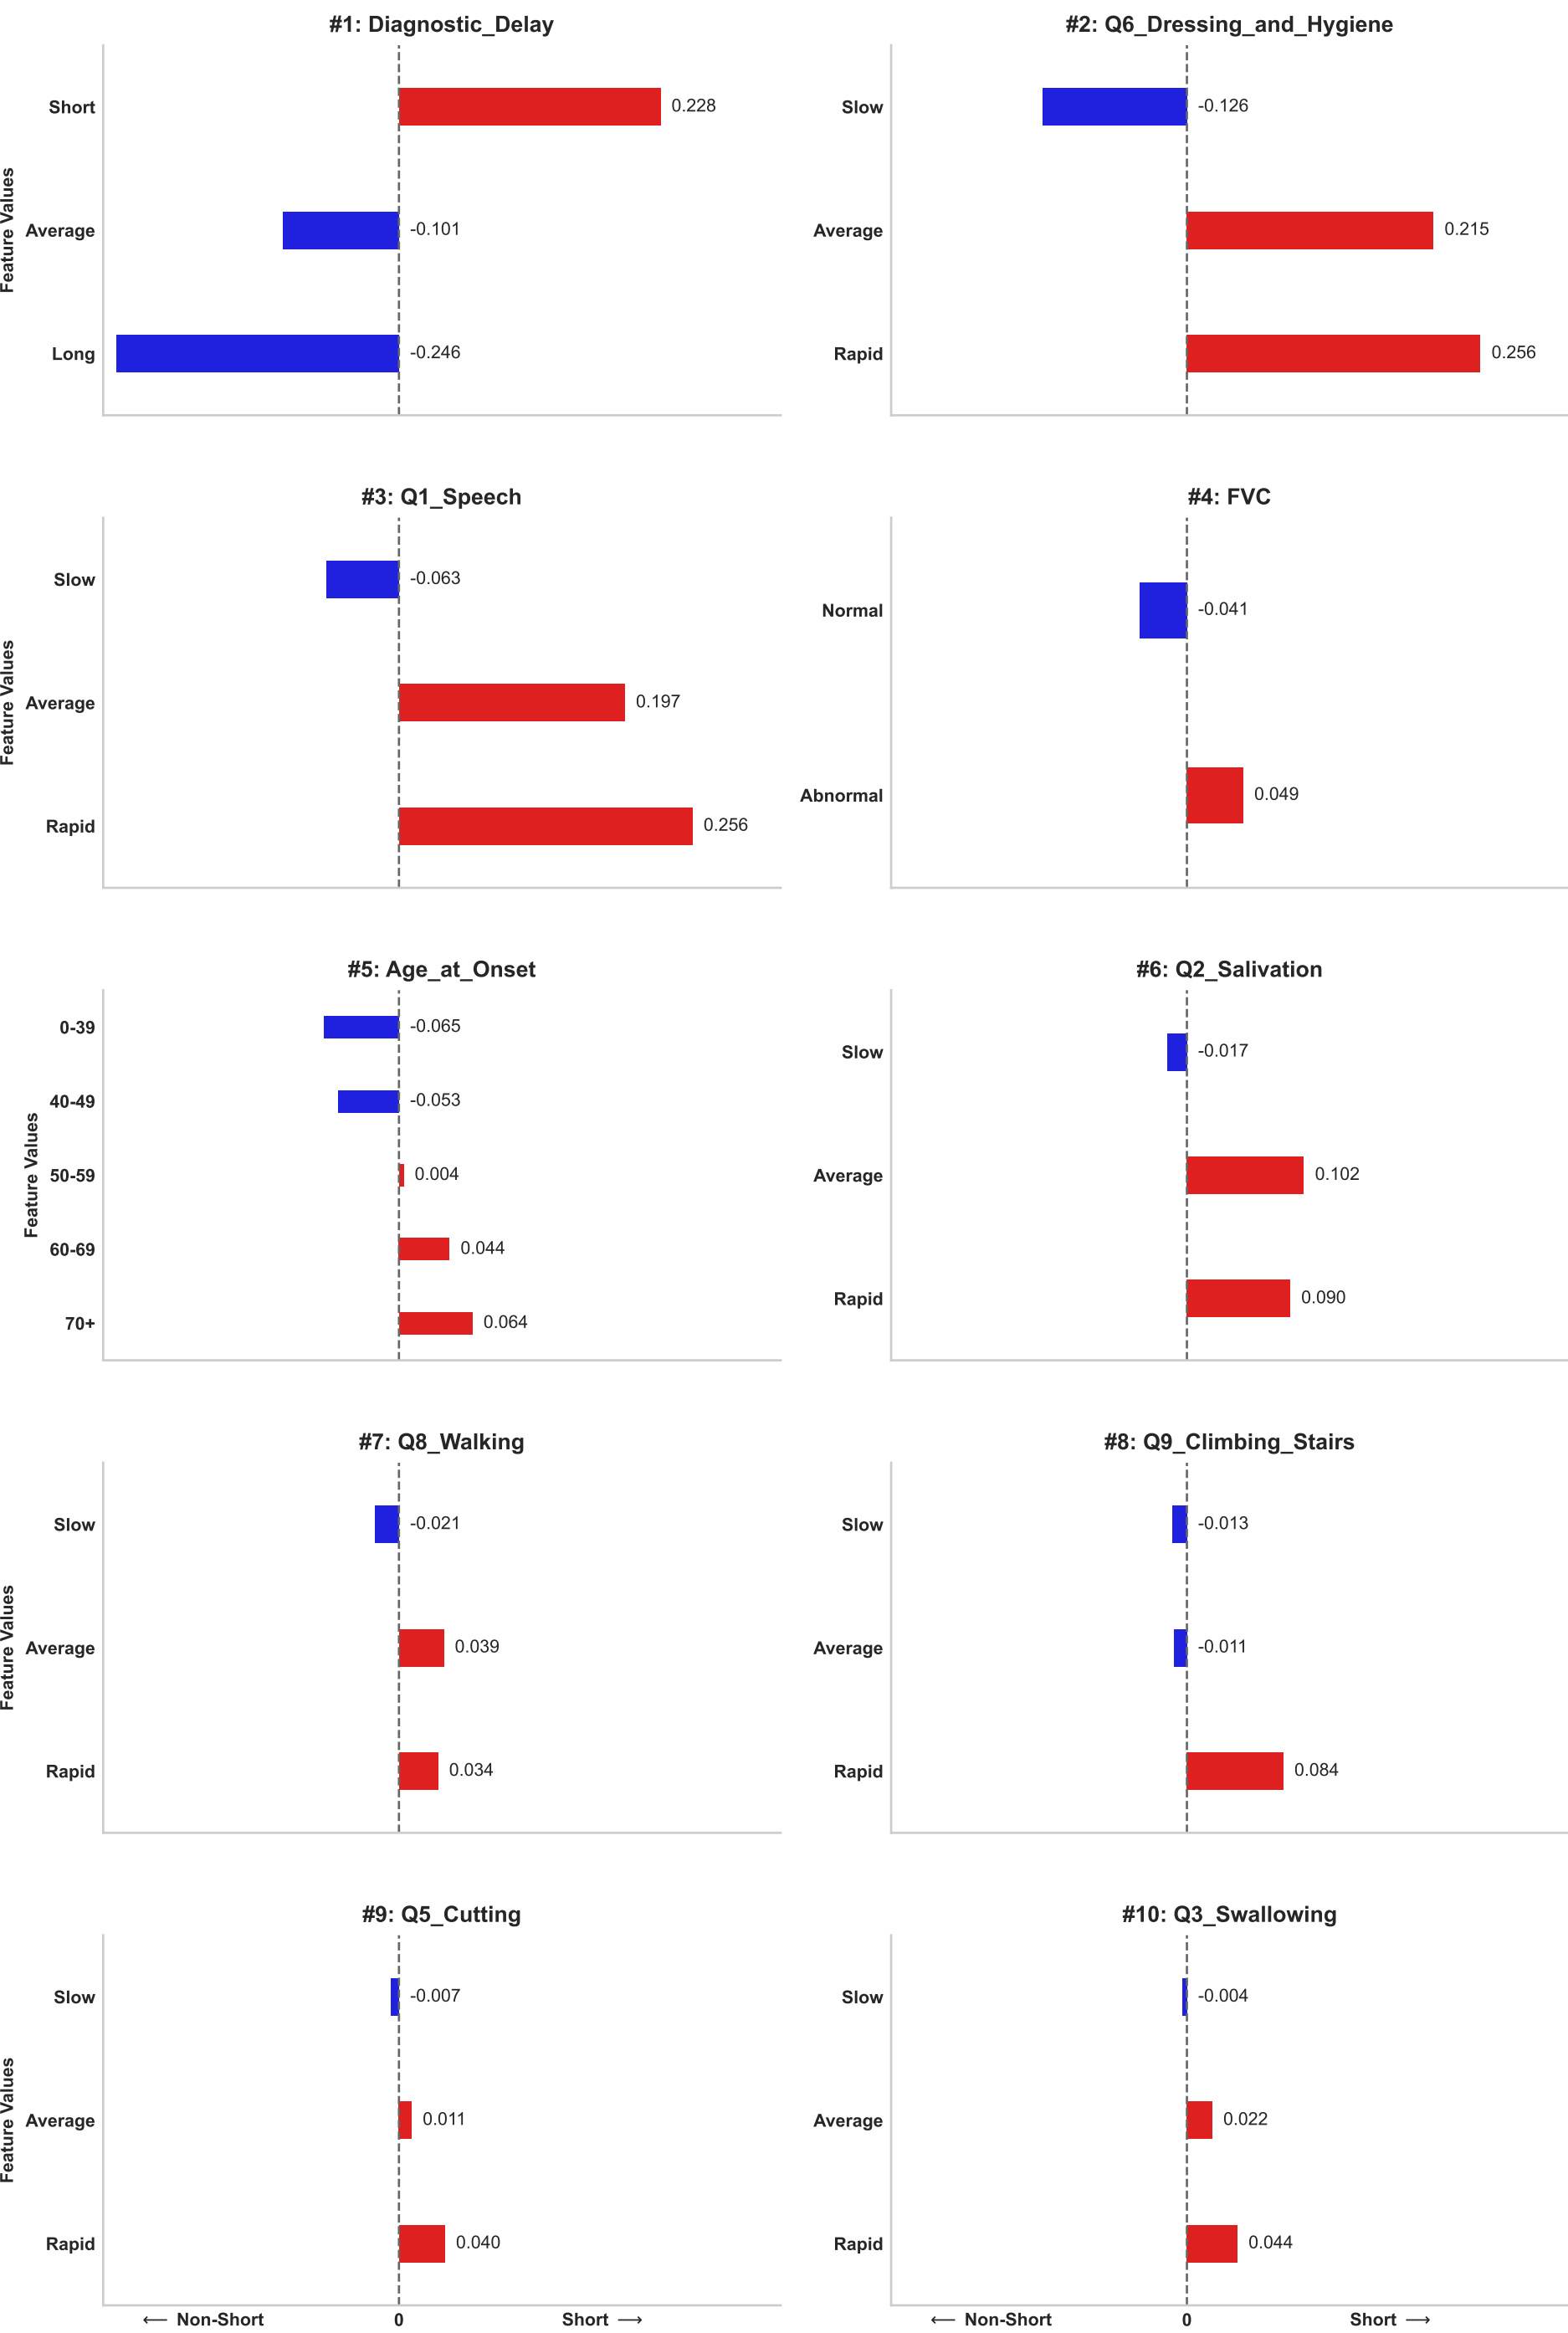 #1: Diagnostic_Delay
Feature Values
Short
0.228
Average
-0.101
Long
-0.246
#2: Q6_Dressing_and_Hygiene
Slow
-0.126
Average
0.215
Rapid
0.256
#3: Q1_Speech
Feature Values
Slow
-0.063
Average
0.197
Rapid
0.256
#4: FVC
Normal
-0.041
Abnormal
0.049
#5: Age_at_Onset
Feature Values
0-39
-0.065
40-49
-0.053
50-59
0.004
60-69
0.044
70+
0.064
#6: Q2_Salivation
Slow
-0.017
Average
0.102
Rapid
0.090
#7: Q8_Walking
Feature Values
Slow
-0.021
Average
0.039
Rapid
0.034
#8: Q9_Climbing_Stairs
Slow
-0.013
Average
-0.011
Rapid
0.084
#9: Q5_Cutting
Feature Values
Slow
-0.007
Average
0.011
Rapid
0.040
⟵ Non-Short 0 Short ⟶
#10: Q3_Swallowing
Slow
-0.004
Average
0.022
Rapid
0.044
⟵ Non-Short 0 Short ⟶